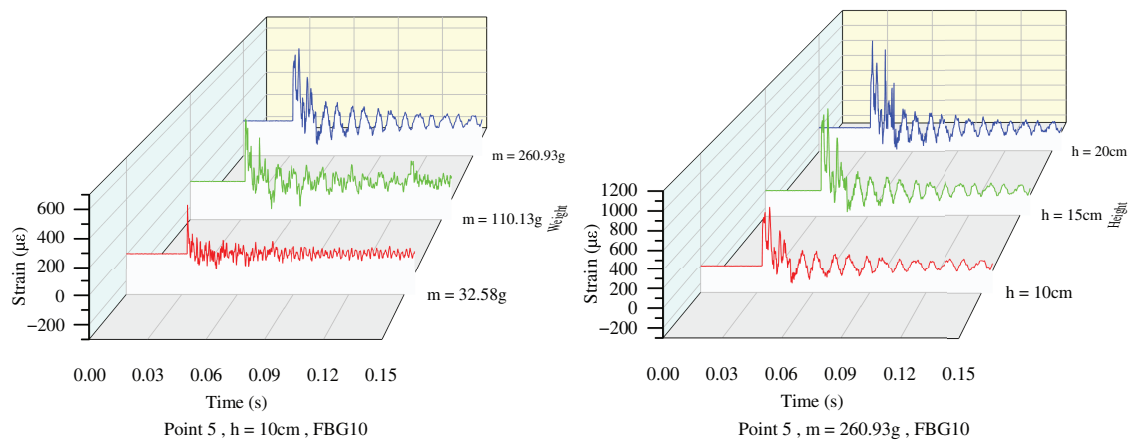 600
400
200
0
−200
Strain (με)
0.00 0.03 0.06 0.09 0.12 0.15
Time (s)
m = 260.93g
m = 110.13g
m = 32.58g
Weight
Point 5 , h = 10cm , FBG10
1200
1000
800
600
400
200
0
−200
Strain (με)
0.00 0.03 0.06 0.09 0.12 0.15
Time (s)
h = 20cm
h = 15cm
h = 10cm
Height
Point 5 , m = 260.93g , FBG10